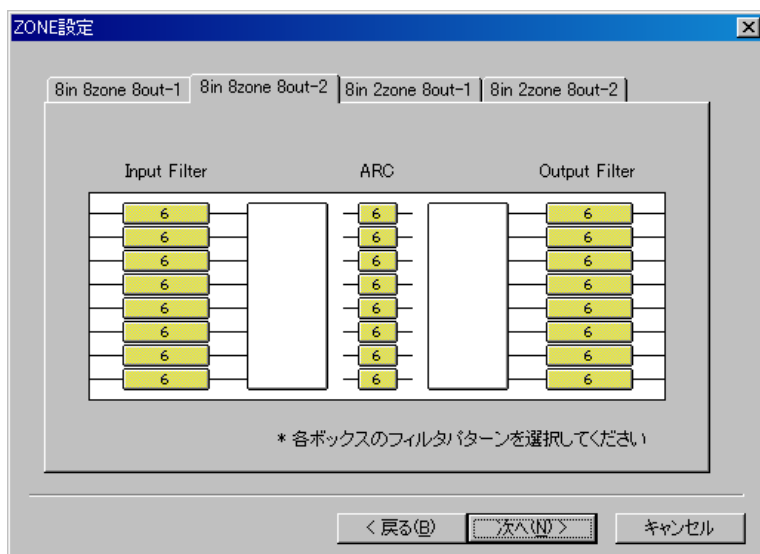 ZONE設定
8in 8zone 8out-1 8in 8zone 8out-2 8in 2zone 8out-1 8in 2zone 8out-2
Input Filter ARC Output Filter
6 6 6
6 6 6
6 6 6
6 6 6
6 6 6
6 6 6
6 6 6
6 6 6
* 各ボックスのフィルタパターンを選択してください
< 戻る(B) 次へ(N) > キャンセル